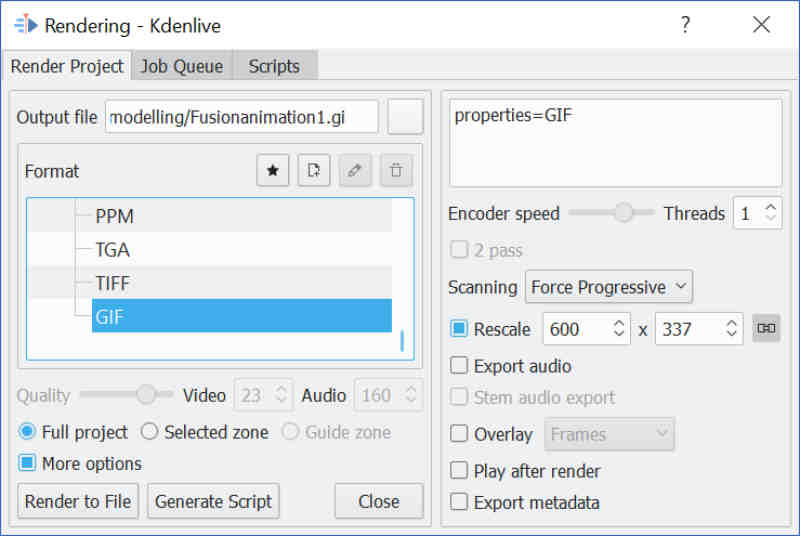 Rendering - Kdenlive
?
Render Project
Job Queue
Scripts
Output file
modelling/Fusionanimation1.gi
Format
PPM
TGA
TIFF
GIF
Quality
Video
23
Audio
160
Full project
Selected zone
Guide zone
More options
Render to File
Generate Script
Close
properties=GIF
Encoder speed
Threads
1
2 pass
Scanning
Force Progressive
Rescale
600
x
337
Export audio
Stem audio export
Overlay
Frames
Play after render
Export metadata